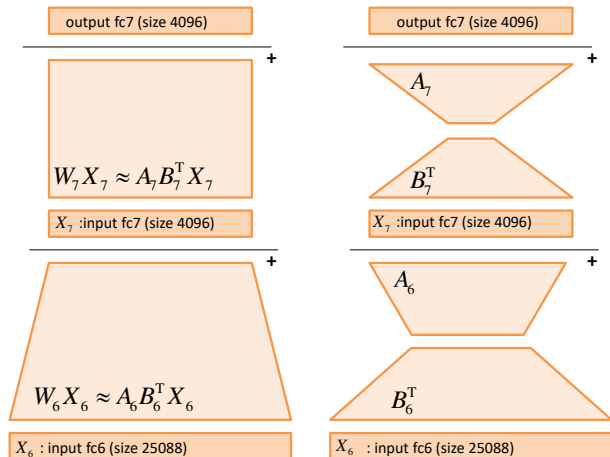 output fc7 (size 4096)
+
W₇X₇ ≈ A₇B₇ᵀX₇
X₇ :input fc7 (size 4096)
+
W₆X₆ ≈ A₆B₆ᵀX₆
X₆ : input fc6 (size 25088)
output fc7 (size 4096)
+
A₇
B₇ᵀ
X₇ :input fc7 (size 4096)
+
A₆
B₆ᵀ
X₆ : input fc6 (size 25088)